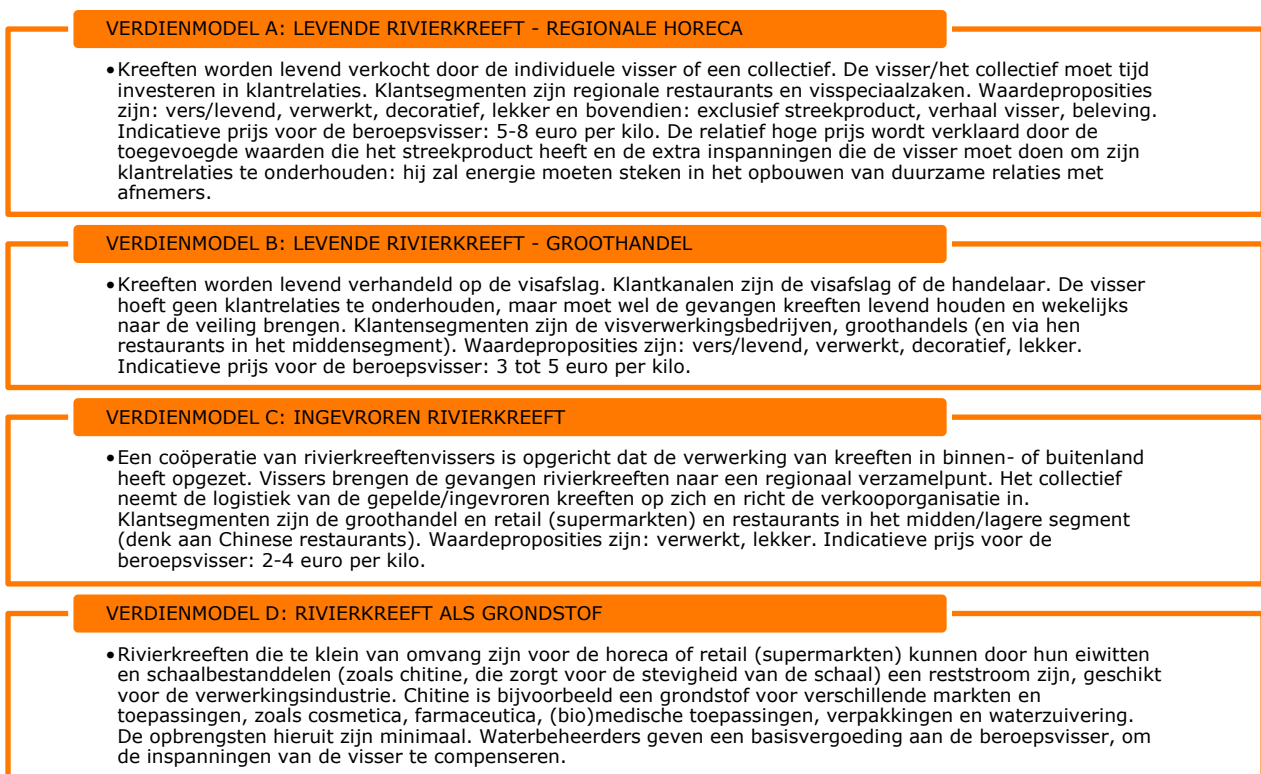 VERDIENMODEL A: LEVENDE RIVIERKREEFT - REGIONALE HORECA
•Kreeften worden levend verkocht door de individuele visser of een collectief. De visser/het collectief moet tijd
investeren in klantrelaties. Klantsegmenten zijn regionale restaurants en visspeciaalzaken. Waardeproposities
zijn: vers/levend, verwerkt, decoratief, lekker en bovendien: exclusief streekproduct, verhaal visser, beleving.
Indicatieve prijs voor de beroepsvisser: 5-8 euro per kilo. De relatief hoge prijs wordt verklaard door de
toegevoegde waarden die het streekproduct heeft en de extra inspanningen die de visser moet doen om zijn
klantrelaties te onderhouden: hij zal energie moeten steken in het opbouwen van duurzame relaties met
afnemers.
VERDIENMODEL B: LEVENDE RIVIERKREEFT - GROOTHANDEL
•Kreeften worden levend verhandeld op de visafslag. Klantkanalen zijn de visafslag of de handelaar. De visser
hoeft geen klantrelaties te onderhouden, maar moet wel de gevangen kreeften levend houden en wekelijks
naar de veiling brengen. Klantensegmenten zijn de visverwerkingsbedrijven, groothandels (en via hen
restaurants in het middensegment). Waardeproposities zijn: vers/levend, verwerkt, decoratief, lekker.
Indicatieve prijs voor de beroepsvisser: 3 tot 5 euro per kilo.
VERDIENMODEL C: INGEVROREN RIVIERKREEFT
•Een coöperatie van rivierkreeftenvissers is opgericht dat de verwerking van kreeften in binnen- of buitenland
heeft opgezet. Vissers brengen de gevangen rivierkreeften naar een regionaal verzamelpunt. Het collectief
neemt de logistiek van de gepelde/ingevroren kreeften op zich en richt de verkooporganisatie in.
Klantsegmenten zijn de groothandel en retail (supermarkten) en restaurants in het midden/lagere segment
(denk aan Chinese restaurants). Waardeproposities zijn: verwerkt, lekker. Indicatieve prijs voor de
beroepsvisser: 2-4 euro per kilo.
VERDIENMODEL D: RIVIERKREEFT ALS GRONDSTOF
•Rivierkreeften die te klein van omvang zijn voor de horeca of retail (supermarkten) kunnen door hun eiwitten
en schaalbestanddelen (zoals chitine, die zorgt voor de stevigheid van de schaal) een reststroom zijn, geschikt
voor de verwerkingsindustrie. Chitine is bijvoorbeeld een grondstof voor verschillende markten en
toepassingen, zoals cosmetica, farmaceutica, (bio)medische toepassingen, verpakkingen en waterzuivering.
De opbrengsten hieruit zijn minimaal. Waterbeheerders geven een basisvergoeding aan de beroepsvisser, om
de inspanningen van de visser te compenseren.